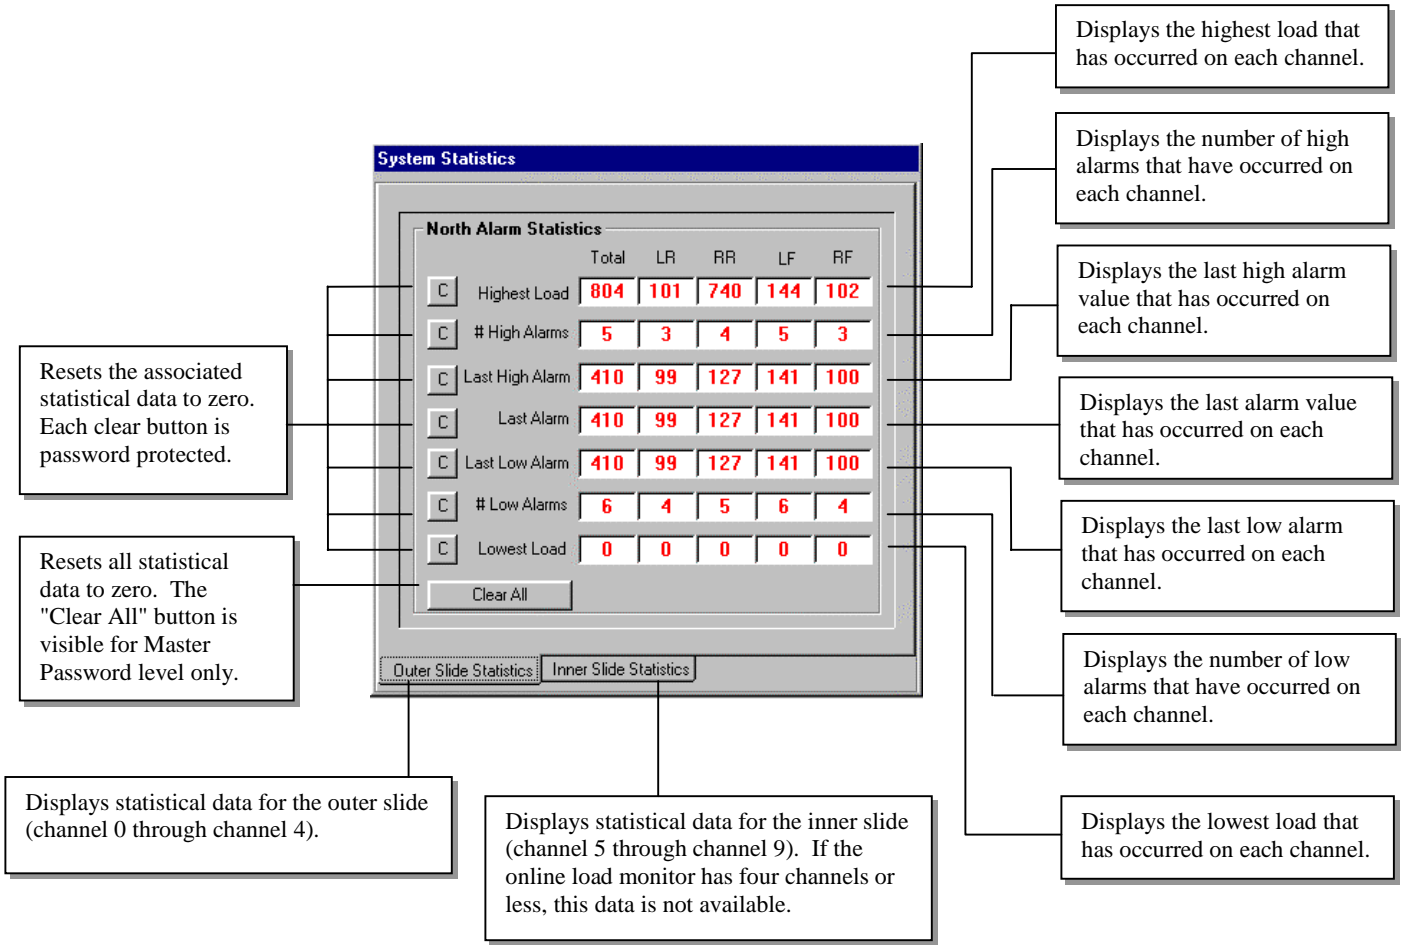 Displays the highest load that
has occurred on each channel.
Displays the number of high
alarms that have occurred on
each channel.
System Statistics
North Alarm Statistics
Total LR RR LF RF
C Highest Load 804 101 740 144 102
C # High Alarms 5 3 4 5 3
C Last High Alarm 410 99 127 141 100
C Last Alarm 410 99 127 141 100
C Last Low Alarm 410 99 127 141 100
C # Low Alarms 6 4 5 6 4
C Lowest Load 0 0 0 0 0
Clear All
Outer Slide Statistics Inner Slide Statistics
Displays the last high alarm
value that has occurred on
each channel.
Displays the last alarm value
that has occurred on each
channel.
Displays the last low alarm
that has occurred on each
channel.
Displays the number of low
alarms that have occurred on
each channel.
Displays the lowest load that
has occurred on each channel.
Resets the associated
statistical data to zero.
Each clear button is
password protected.
Resets all statistical
data to zero. The
"Clear All" button is
visible for Master
Password level only.
Displays statistical data for the outer slide
(channel 0 through channel 4).
Displays statistical data for the inner slide
(channel 5 through channel 9). If the
online load monitor has four channels or
less, this data is not available.